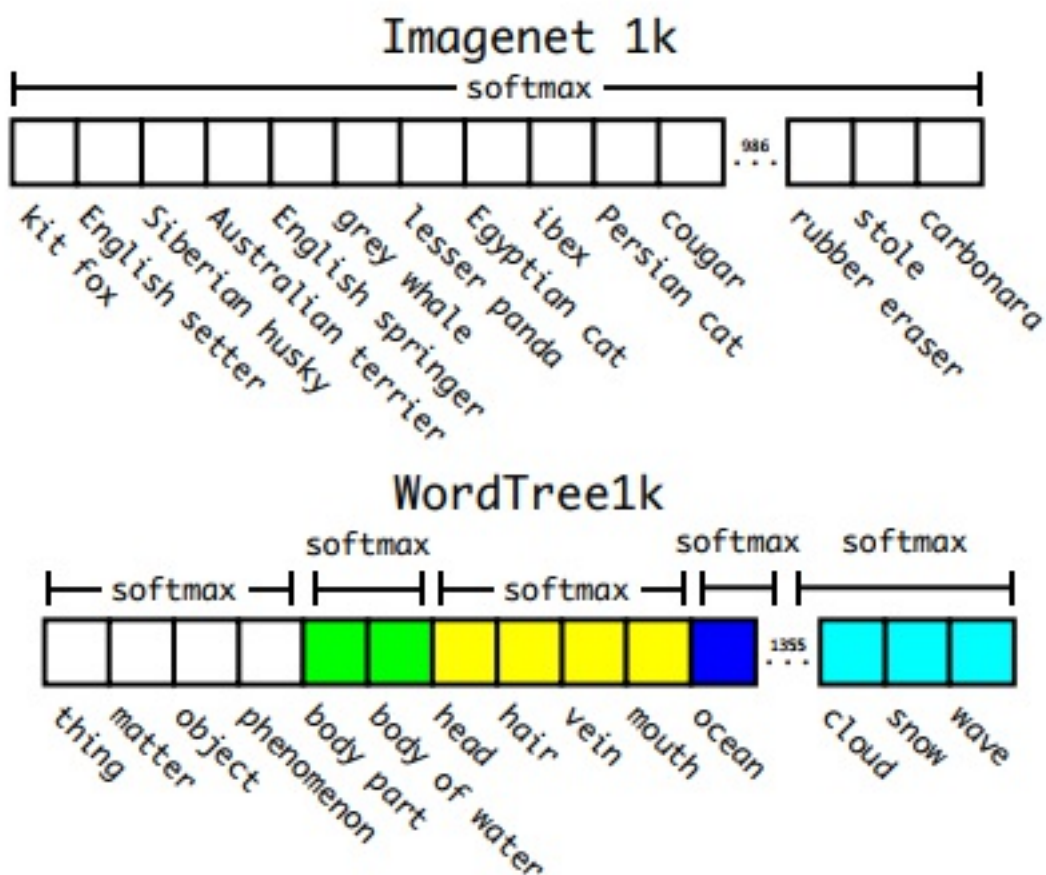 Imagenet 1k
softmax
986
...
kit fox
English setter
Siberian husky
Australian terrier
English springer
grey whale
lesser panda
Egyptian cat
ibex
Persian cat
cougar
rubber eraser
stole
carbonara
WordTree1k
softmax
softmax
softmax
softmax
softmax
1355
...
thing
matter
object
phenomenon
body part
body of water
head
hair
vein
mouth
ocean
cloud
snow
wave